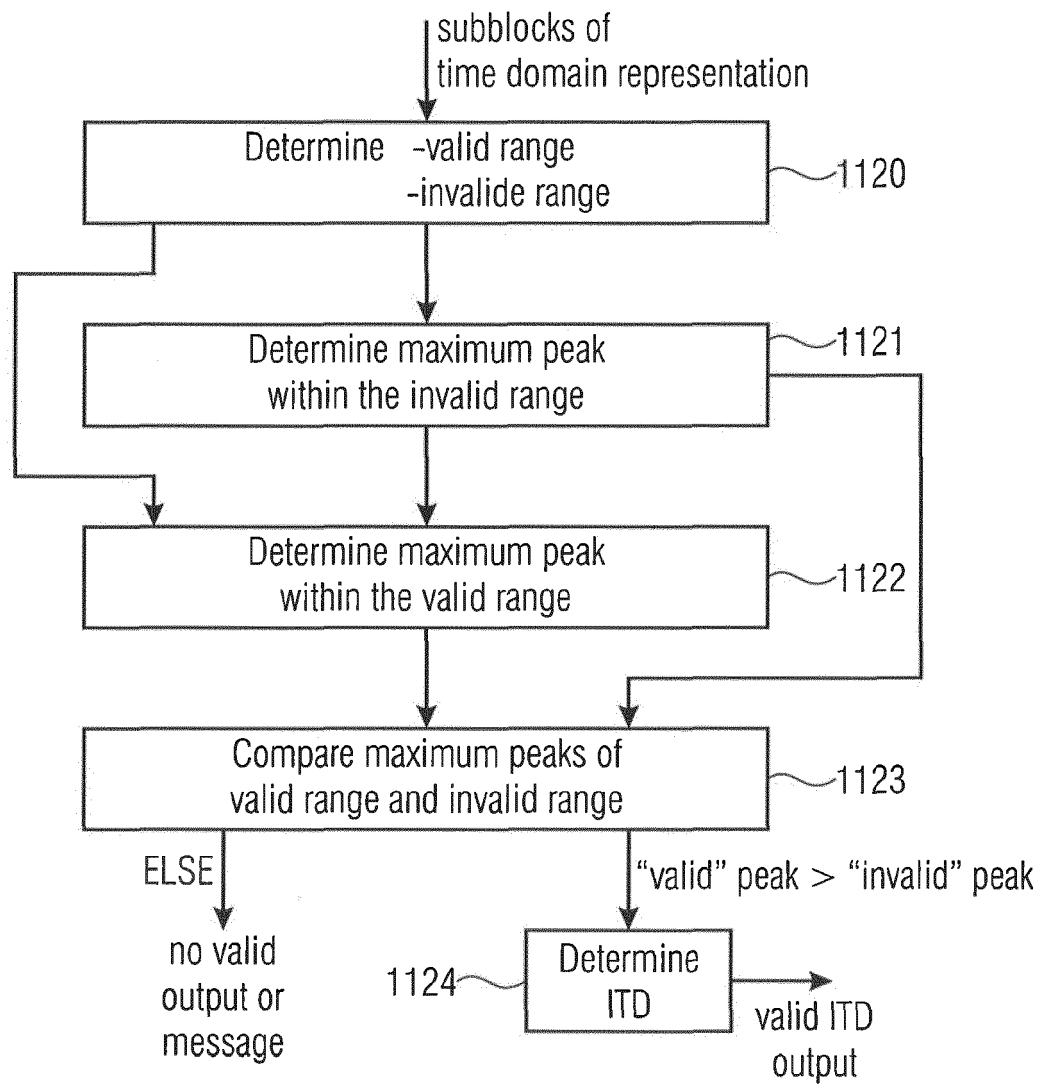 subblocks of
time domain representation
Determine -valid range
-invalide range
1120
Determine maximum peak
within the invalid range
1121
Determine maximum peak
within the valid range
1122
Compare maximum peaks of
valid range and invalid range
1123
ELSE
"valid" peak > "invalid" peak
no valid
output or
message
1124
Determine
ITD
valid ITD
output